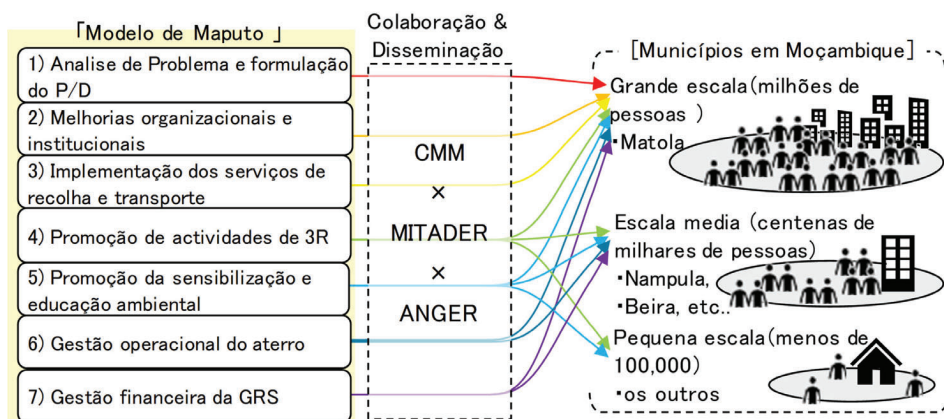 「Modelo de Maputo 」
1) Analise de Problema e formulação
do P/D
2) Melhorias organizacionais e
institucionais
3) Implementação dos serviços de
recolha e transporte
4) Promoção de actividades de 3R
5) Promoção da sensibilização e
educação ambiental
6) Gestão operacional do aterro
7) Gestão financeira da GRS
Colaboração &
Disseminação
CMM
×
MITADER
×
ANGER
[Municípios em Moçambique]
Grande escala(milhões de
pessoas )
・Matola
Escala media (centenas de
milhares de pessoas)
・Nampula,
・Beira, etc..
Pequena escala(menos de
100,000)
・os outros